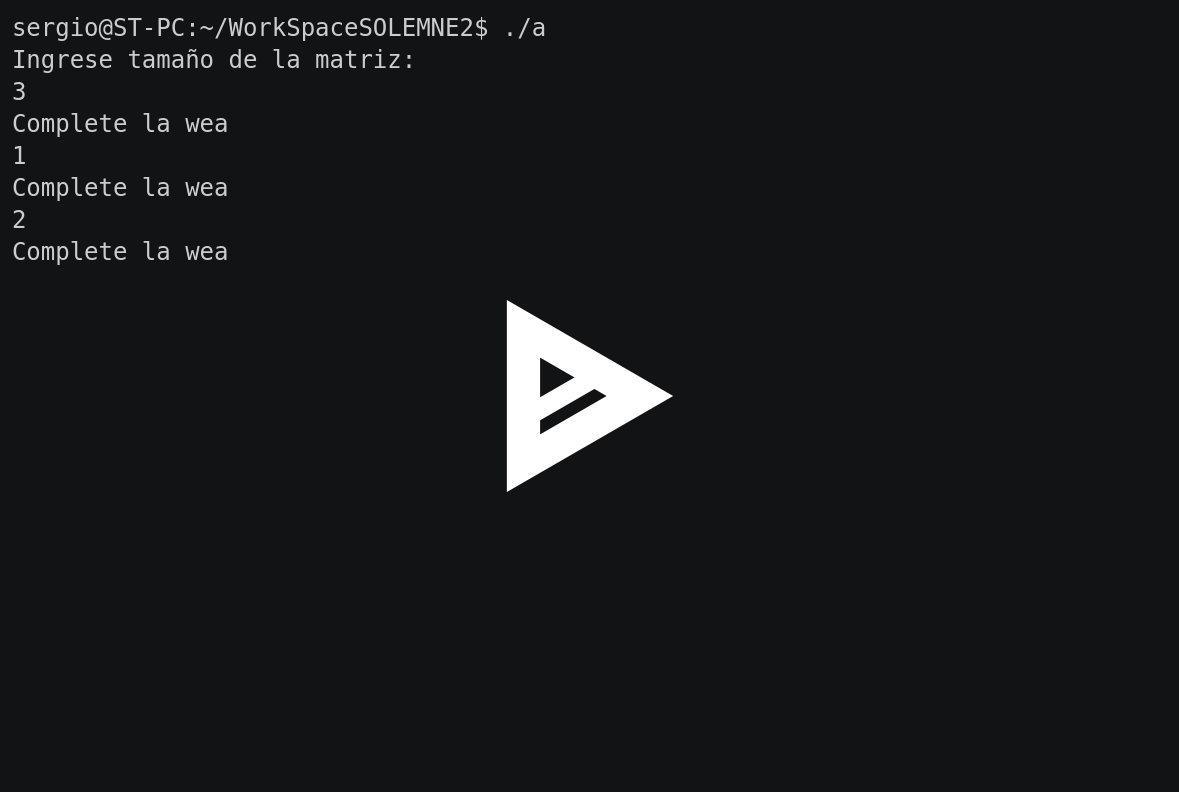 sergio@ST-PC:~/WorkSpaceSOLEMNE2$ ./a
Ingrese tamaño de la matriz:
3
Complete la wea
1
Complete la wea
2
Complete la wea